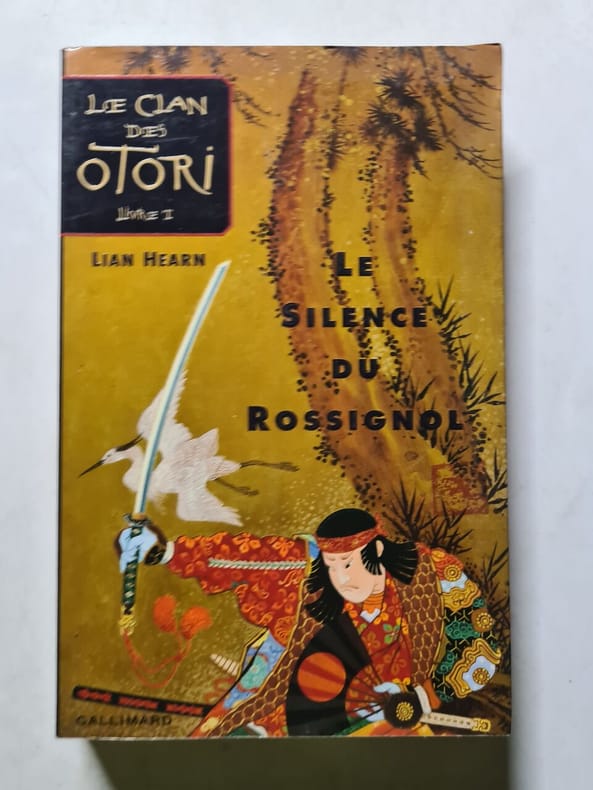 LE CLAN
DES
OTORI
LIVRE I
LIAN HEARN
LE
SILENCE
DU
ROSSIGNOL
GALLIMARD